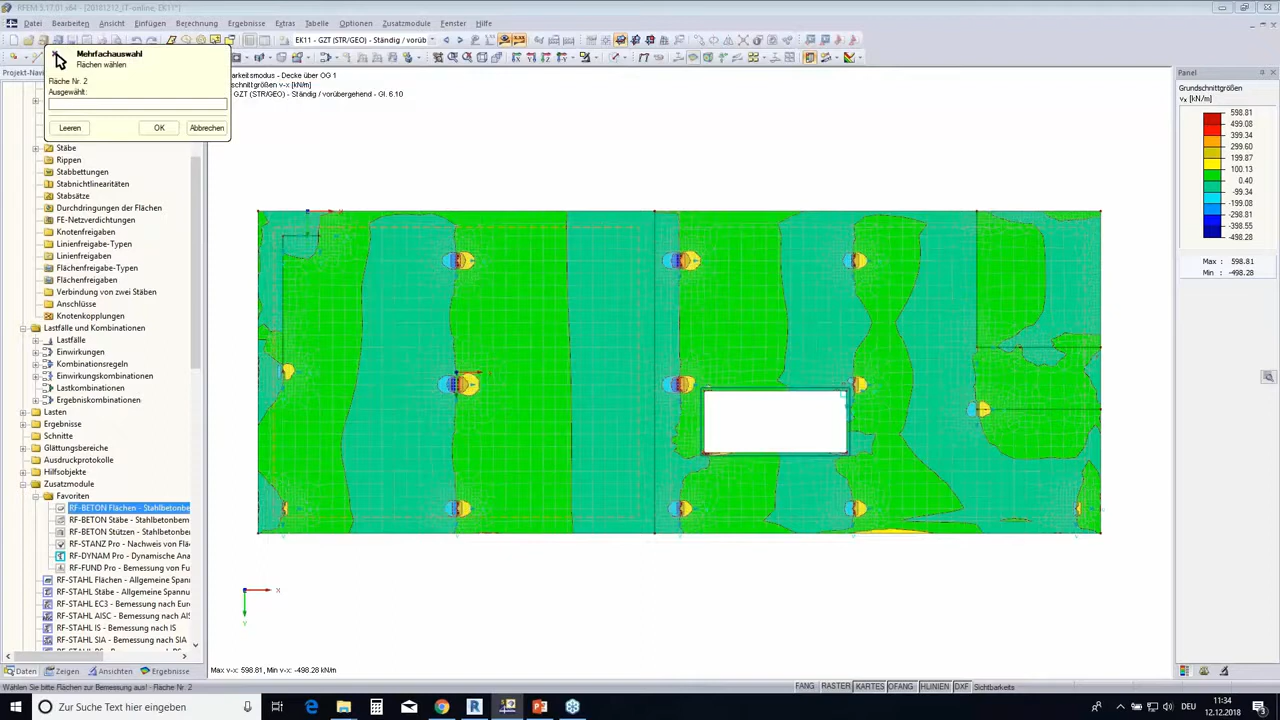 RFEM 5.17.01 x64 - [20181212_IT-online; EK11*]
Datei Bearbeiten Ansicht Einfügen Berechnen Ergebnisse Extras Tabelle Optionen Zusatzmodule Fenster Hilfe
EK11 - GZT (STR/GEO) - Ständig / vorüb
Mehrfachauswahl
Flächen wählen
Fläche Nr. 2
Ausgewählt:
Leeren OK Abbrechen
Projekt-Navi
Stäbe
Rippen
Stabbettungen
Stabnichtlinearitäten
Stabsätze
Durchdringungen der Flächen
FE-Netzverdichtungen
Knotenfreigaben
Linienfreigabe-Typen
Linienfreigaben
Flächenfreigabe-Typen
Flächenfreigaben
Verbindung von zwei Stäben
Anschlüsse
Knotenkopplungen
Lastfälle und Kombinationen
Lastfälle
Einwirkungen
Kombinationsregeln
Einwirkungskombinationen
Lastkombinationen
Ergebniskombinationen
Lasten
Ergebnisse
Schnitte
Glättungsbereiche
Ausdruckprotokolle
Hilfsobjekte
Zusatzmodule
Favoriten
RF-BETON Flächen - Stahlbetonbe
RF-BETON Stäbe - Stahlbetonbem
RF-BETON Stützen - Stahlbetonbem
RF-STANZ Pro - Nachweis von Flä
RF-DYNAM Pro - Dynamische Ana
RF-FUND Pro - Bemessung von Fu
RF-STAHL Flächen - Allgemeine Span
RF-STAHL Stäbe - Allgemeine Spannu
RF-STAHL EC3 - Bemessung nach Eur
RF-STAHL AISC - Bemessung nach AIS
RF-STAHL IS - Bemessung nach IS
RF-STAHL SIA - Bemessung nach SIA
Daten Zeigen Ansichten Ergebnisse
arkeitsmodus - Decke über OG 1
schnittgrößen v-x [kN/m]
GZT (STR/GEO) - Ständig / vorübergehend - Gl. 6.10
X
Y
Max v-x: 598.81, Min v-x: -498.28 kN/m
Panel
Grundschnittgrößen
vx [kN/m]
598.81
499.08
399.34
299.60
199.87
100.13
0.40
-99.34
-199.08
-298.81
-398.55
-498.28
Max : 598.81
Min : -498.28
Wählen Sie bitte Flächen zur Bemessung aus! - Fläche Nr. 2
FANG RASTER KARTES OFANG HLINIEN DXF Sichtbarkeits
Zur Suche Text hier eingeben
DEU
11:34
12.12.2018